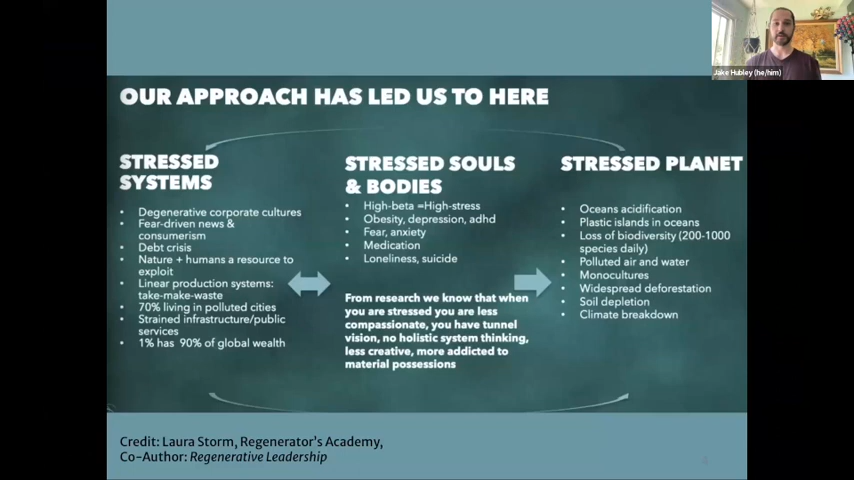 Jake Hubley (he/him)
OUR APPROACH HAS LED US TO HERE
STRESSED
SYSTEMS
• Degenerative corporate cultures
• Fear-driven news &
consumerism
• Debt crisis
• Nature + humans a resource to
exploit
• Linear production systems:
take-make-waste
• 70% living in polluted cities
• Strained infrastructure/public
services
• 1% has 90% of global wealth
STRESSED SOULS
& BODIES
• High-beta =High-stress
• Obesity, depression, adhd
• Fear, anxiety
• Medication
• Loneliness, suicide
From research we know that when
you are stressed you are less
compassionate, you have tunnel
vision, no holistic system thinking,
less creative, more addicted to
material possessions
STRESSED PLANET
• Oceans acidification
• Plastic islands in oceans
• Loss of biodiversity (200-1000
species daily)
• Polluted air and water
• Monocultures
• Widespread deforestation
• Soil depletion
• Climate breakdown
Credit: Laura Storm, Regenerator's Academy,
Co-Author: Regenerative Leadership